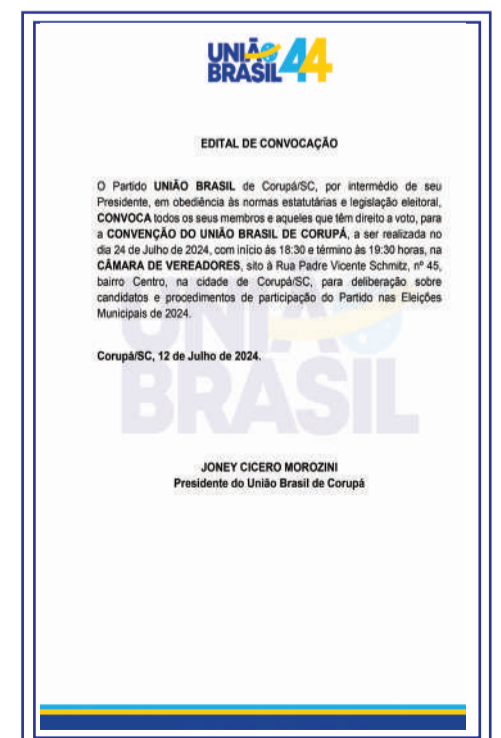 UNIÃO 44
BRASIL
EDITAL DE CONVOCAÇÃO
O Partido UNIÃO BRASIL de Corupá/SC, por intermédio de seu
Presidente, em obediência às normas estatutárias e legislação eleitoral,
CONVOCA todos os seus membros e aqueles que têm direito a voto, para
a CONVENÇÃO DO UNIÃO BRASIL DE CORUPÁ, a ser realizada no
dia 24 de Julho de 2024, com início às 18:30 e término às 19:30 horas, na
CÂMARA DE VEREADORES, sito à Rua Padre Vicente Schmitz, nº 45,
bairro Centro, na cidade de Corupá/SC, para deliberação sobre
candidatos e procedimentos de participação do Partido nas Eleições
Municipais de 2024.
UNIÃO
BRASIL
Corupá/SC, 12 de Julho de 2024.
JONEY CICERO MOROZINI
Presidente do União Brasil de Corupá